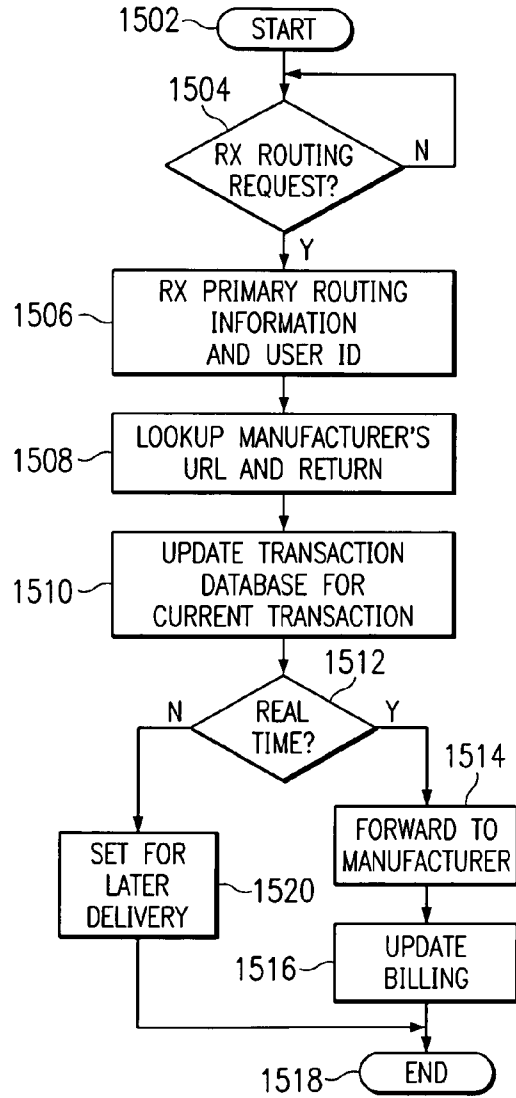 1502
START
1504
RX ROUTING
REQUEST?
N
Y
1506
RX PRIMARY ROUTING
INFORMATION
AND USER ID
1508
LOOKUP MANUFACTURER'S
URL AND RETURN
1510
UPDATE TRANSACTION
DATABASE FOR
CURRENT TRANSACTION
1512
N
REAL
TIME?
Y
1514
FORWARD TO
MANUFACTURER
SET FOR
LATER
DELIVERY
1520
1516
UPDATE
BILLING
1518
END